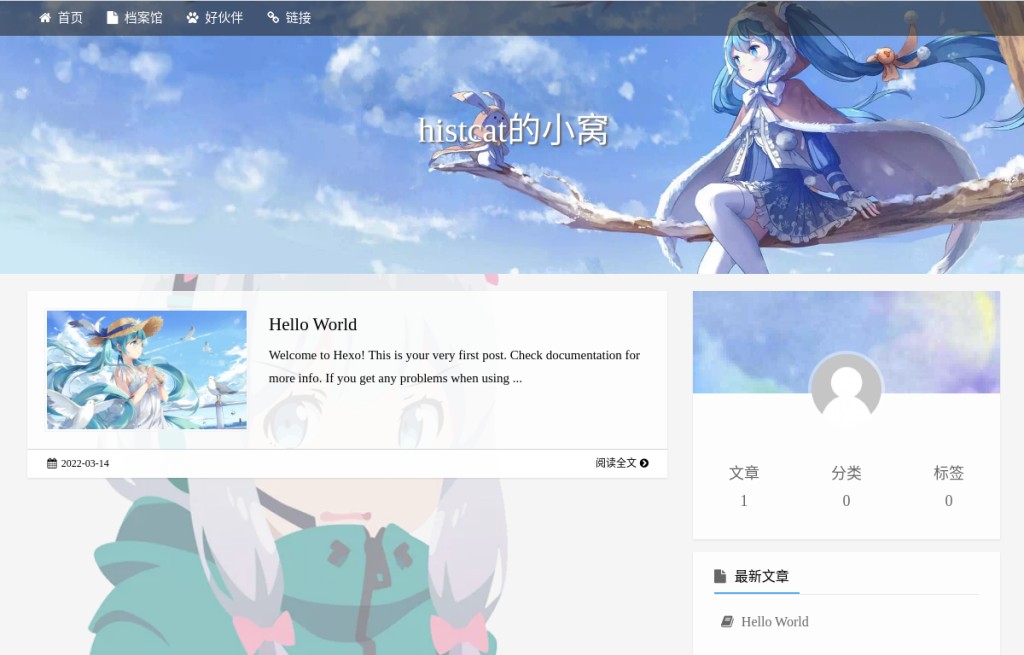 首页 档案馆 好伙伴 链接
histcat的小窝
Hello World
Welcome to Hexo! This is your very first post. Check documentation for
more info. If you get any problems when using ...
2022-03-14 阅读全文
文章 分类 标签
1 0 0
最新文章
Hello World